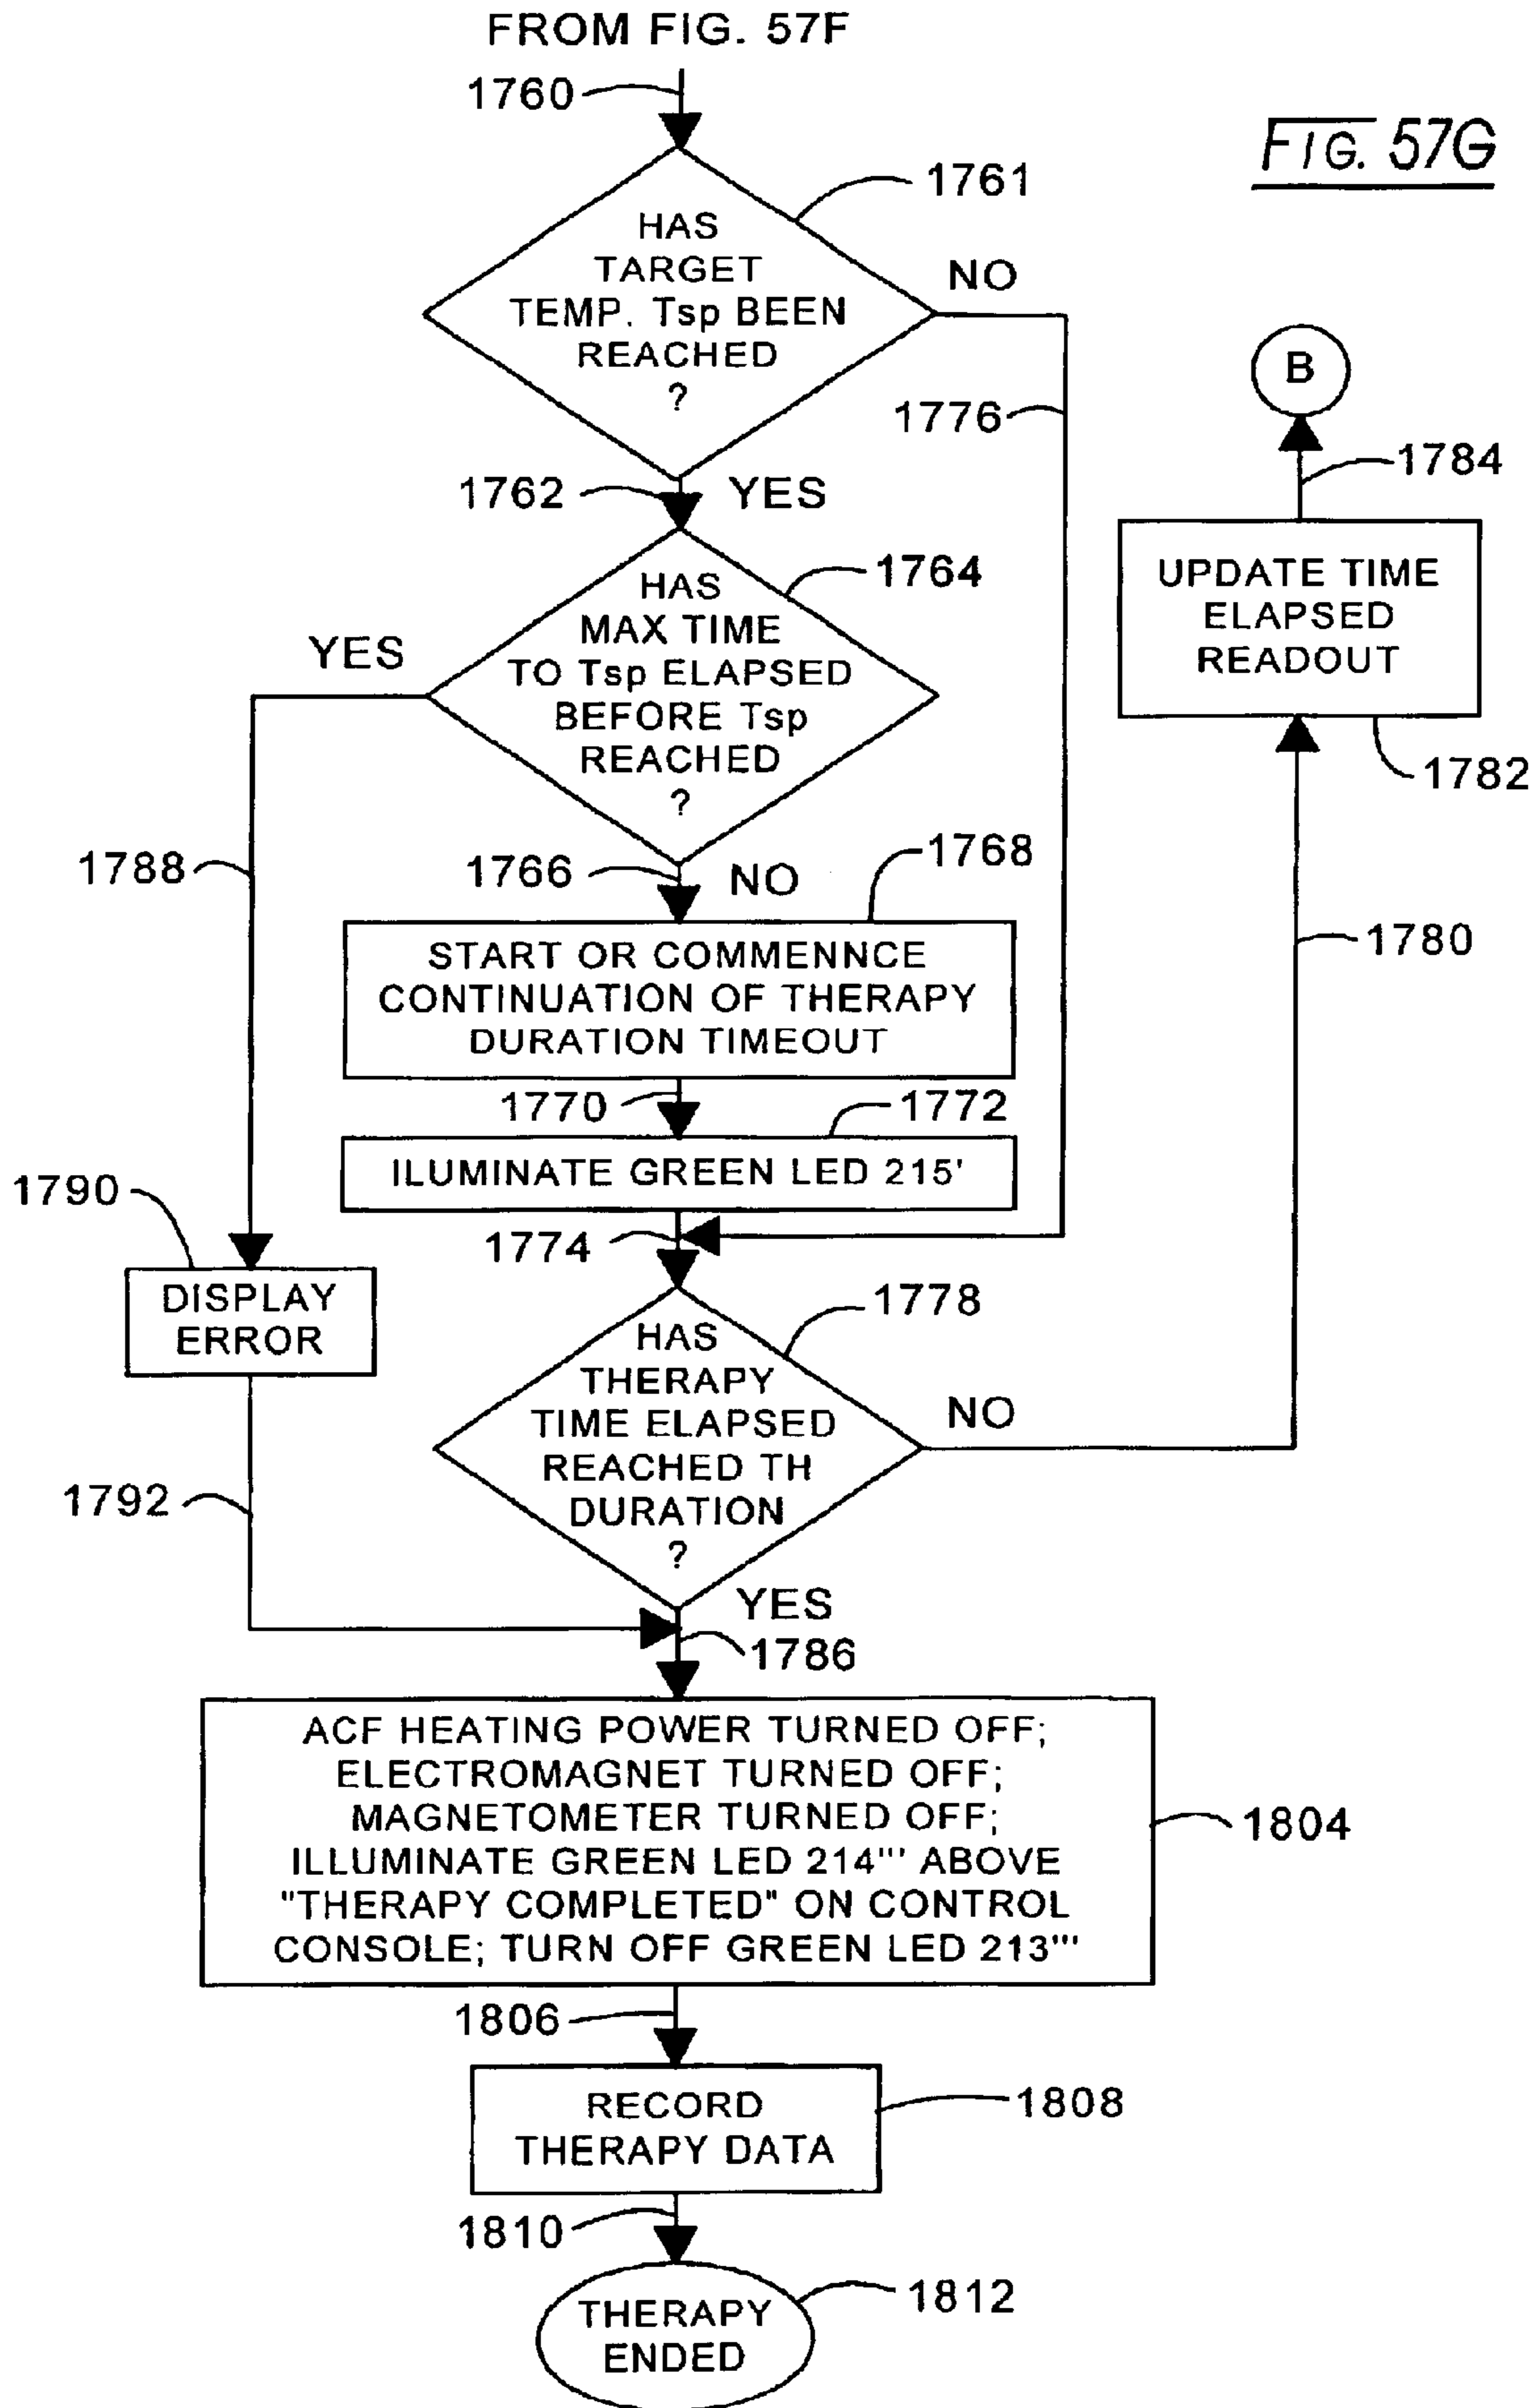 FROM FIG. 57F
1760
FIG. 57G
1761
HAS
TARGET
TEMP. Tsp BEEN
REACHED
?
NO
1776
B
1784
1762
YES
UPDATE TIME
ELAPSED
READOUT
1782
1764
HAS
MAX TIME
TO Tsp ELAPSED
BEFORE Tsp
REACHED
?
YES
1788
1766
NO
1768
1780
START OR COMMENNCE
CONTINUATION OF THERAPY
DURATION TIMEOUT
1770
1772
ILUMINATE GREEN LED 215'
1790
1774
DISPLAY
ERROR
1778
HAS
THERAPY
TIME ELAPSED
REACHED TH
DURATION
?
NO
1792
YES
1786
ACF HEATING POWER TURNED OFF;
ELECTROMAGNET TURNED OFF;
MAGNETOMETER TURNED OFF;
ILLUMINATE GREEN LED 214''' ABOVE
"THERAPY COMPLETED" ON CONTROL
CONSOLE; TURN OFF GREEN LED 213'''
1804
1806
RECORD
THERAPY DATA
1808
1810
THERAPY
ENDED
1812